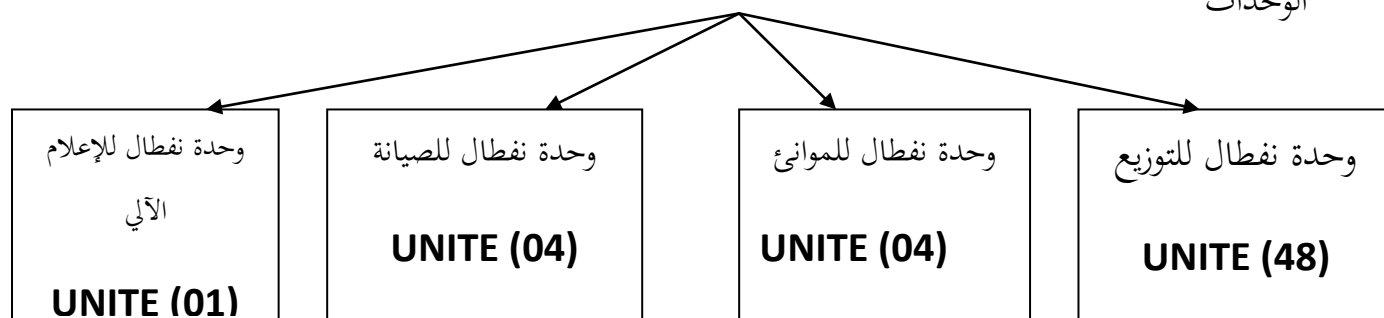 الوحدات
وحدة نفطال للتوزيع
UNITE (48)
وحدة نفطال للموانئ
UNITE (04)
وحدة نفطال للصيانة
UNITE (04)
وحدة نفطال للإعلام
الآلي
UNITE (01)